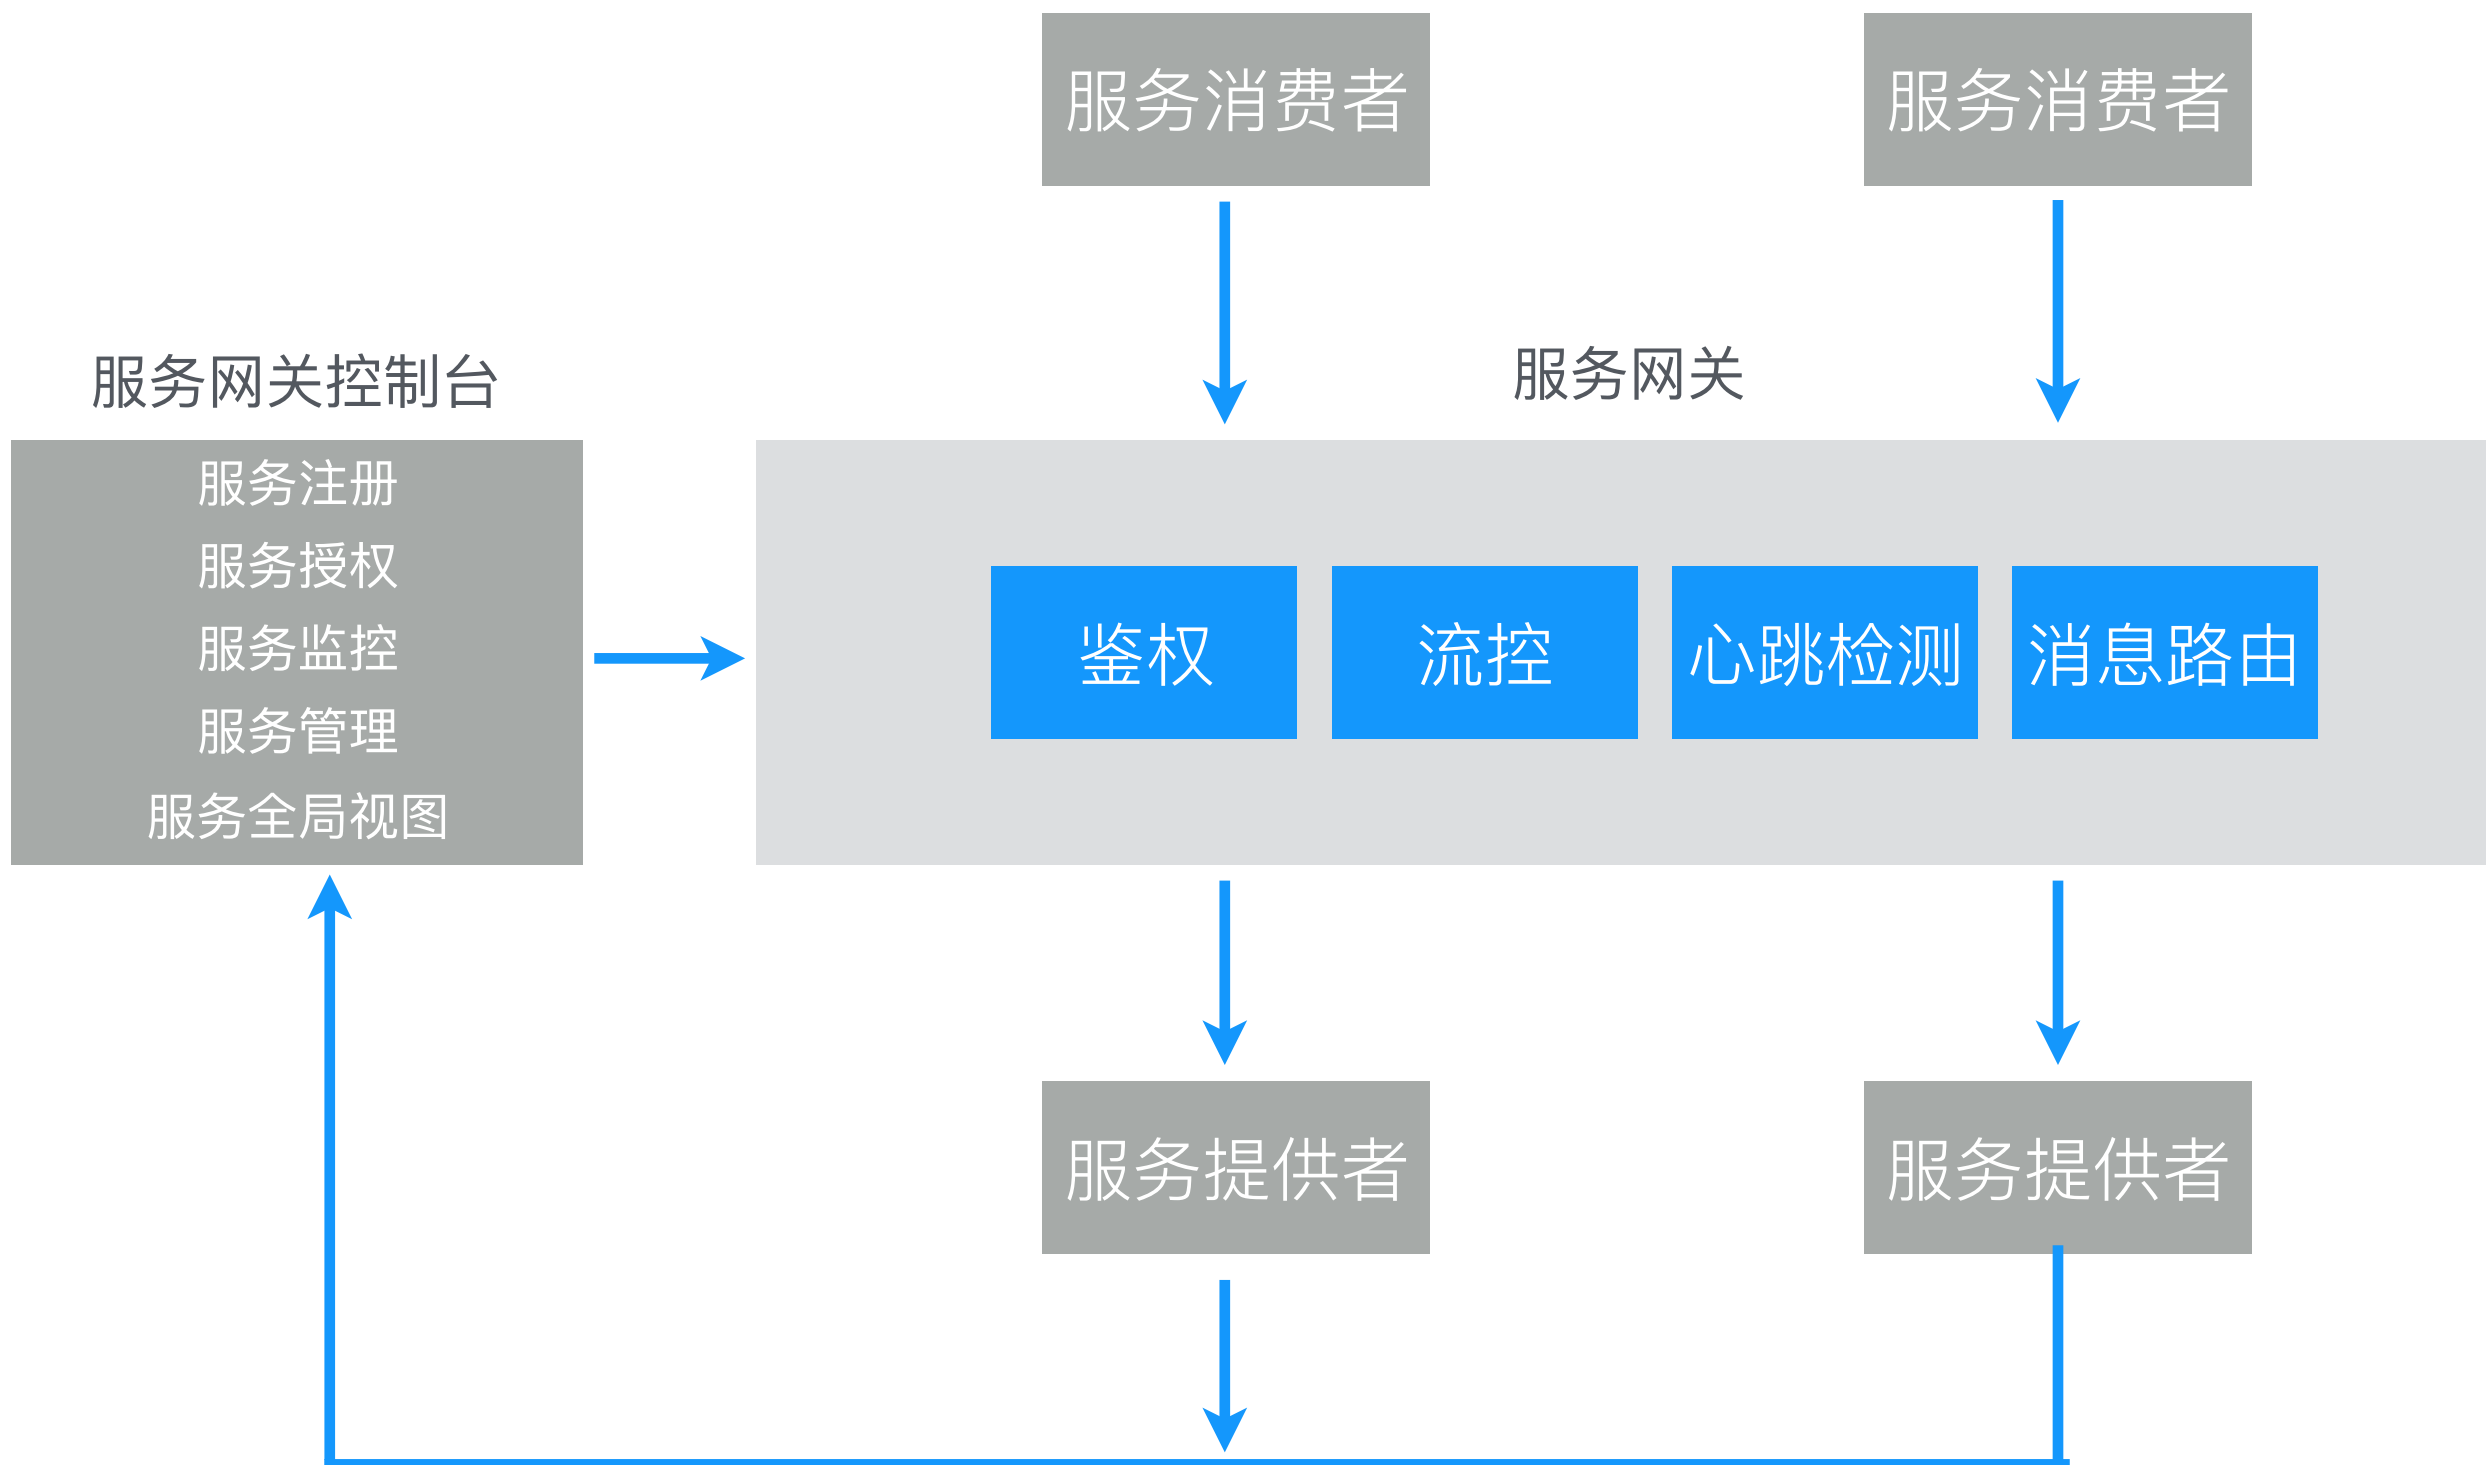 服务消费者
服务消费者
服务网关控制台
服务网关
服务注册
服务授权
服务监控
服务管理
服务全局视图
鉴权
流控
心跳检测
消息路由
服务提供者
服务提供者